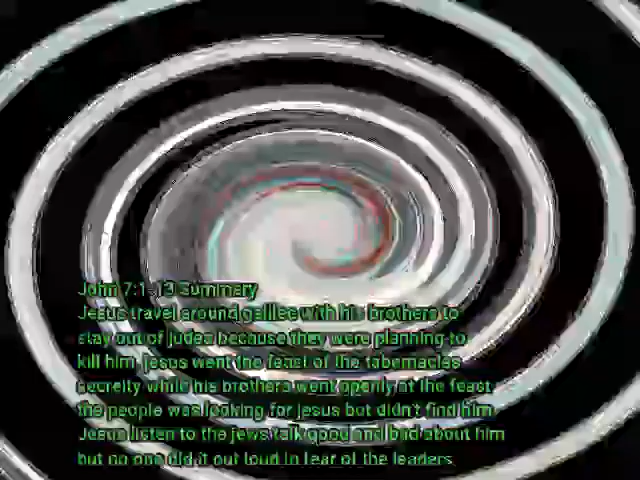 John 7:1-13 Summary
Jesus travel around galilee with his brothers to
stay out of judea because they were planning to
kill him. jesus went the feast of the tabernacles
secretly while his brothers went openly at the feast
the people was looking for jesus but didn't find him
Jesus listen to the jews talk good and bad about him
but no one did it out loud in fear of the leaders